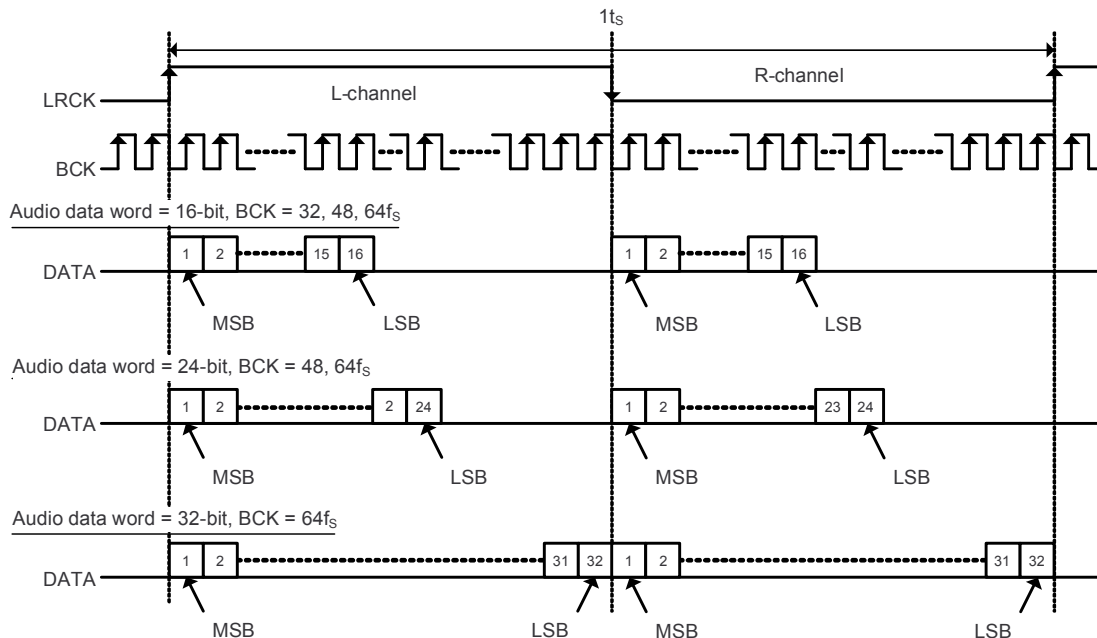 1tS
L-channel R-channel
LRCK
BCK
Audio data word = 16-bit, BCK = 32, 48, 64fS
1 2 15 16 1 2 15 16
DATA
MSB LSB MSB LSB
Audio data word = 24-bit, BCK = 48, 64fS
1 2 2 24 1 2 23 24
DATA
MSB LSB MSB LSB
Audio data word = 32-bit, BCK = 64fS
1 2 31 32 1 2 31 32
DATA
MSB LSB MSB LSB